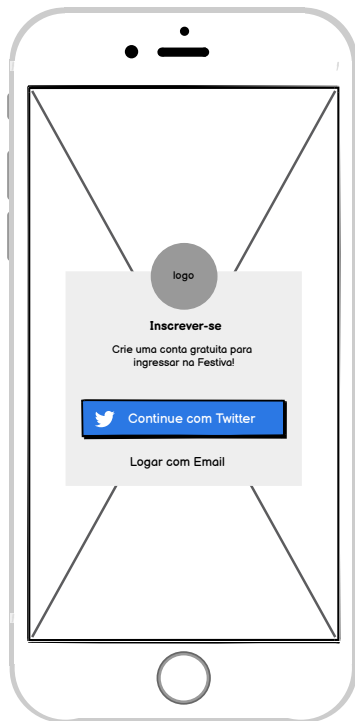 logo
Inscrever-se
Crie uma conta gratuita para
ingressar na Festiva!
Continue com Twitter
Logar com Email